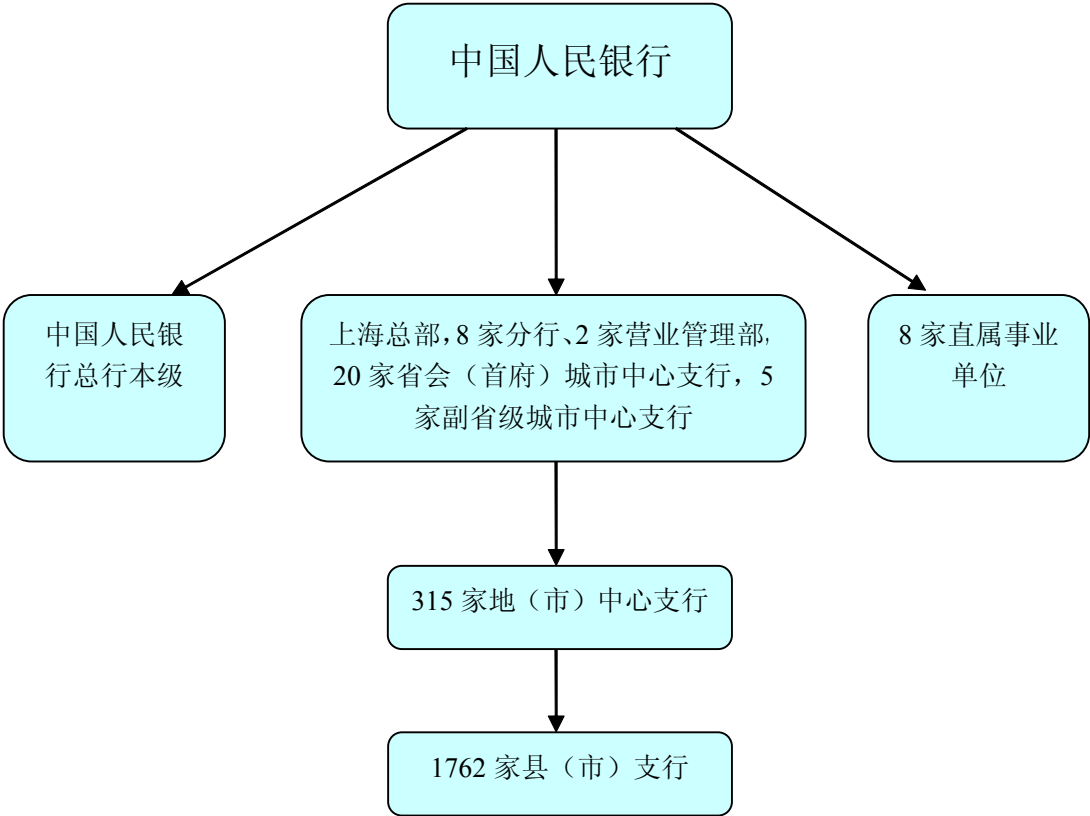 中国人民银行
中国人民银
行总行本级
上海总部，8 家分行、2 家营业管理部，
20 家省会（首府）城市中心支行，5
家副省级城市中心支行
8 家直属事业
单位
315 家地（市）中心支行
1762 家县（市）支行